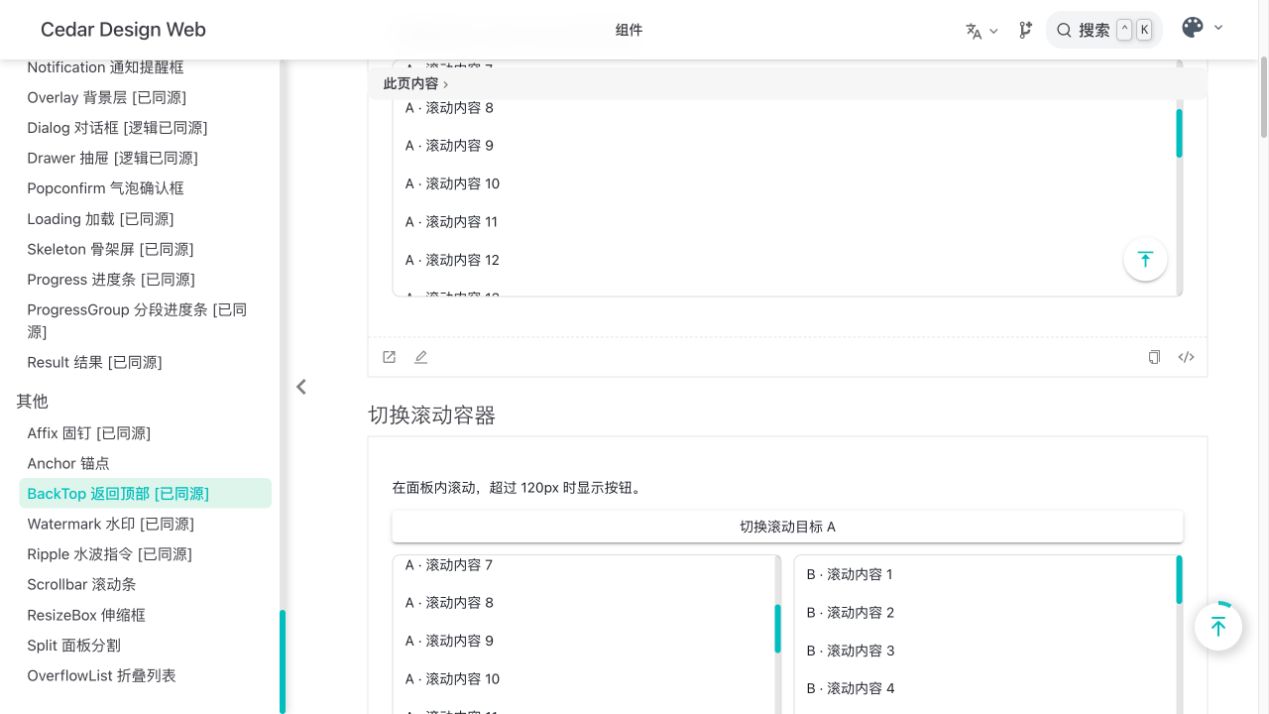 Cedar Design Web
组件
搜索
^
K
Notification 通知提醒框
Overlay 背景层 [已同源]
Dialog 对话框 [逻辑已同源]
Drawer 抽屉 [逻辑已同源]
Popconfirm 气泡确认框
Loading 加载 [已同源]
Skeleton 骨架屏 [已同源]
Progress 进度条 [已同源]
ProgressGroup 分段进度条 [已同
源]
Result 结果 [已同源]
其他
Affix 固钉 [已同源]
Anchor 锚点
BackTop 返回顶部 [已同源]
Watermark 水印 [已同源]
Ripple 水波指令 [已同源]
Scrollbar 滚动条
ResizeBox 伸缩框
Split 面板分割
OverflowList 折叠列表
此页内容 ›
A · 滚动内容 8
A · 滚动内容 9
A · 滚动内容 10
A · 滚动内容 11
A · 滚动内容 12
切换滚动容器
在面板内滚动，超过 120px 时显示按钮。
切换滚动目标 A
A · 滚动内容 7
A · 滚动内容 8
A · 滚动内容 9
A · 滚动内容 10
B · 滚动内容 1
B · 滚动内容 2
B · 滚动内容 3
B · 滚动内容 4